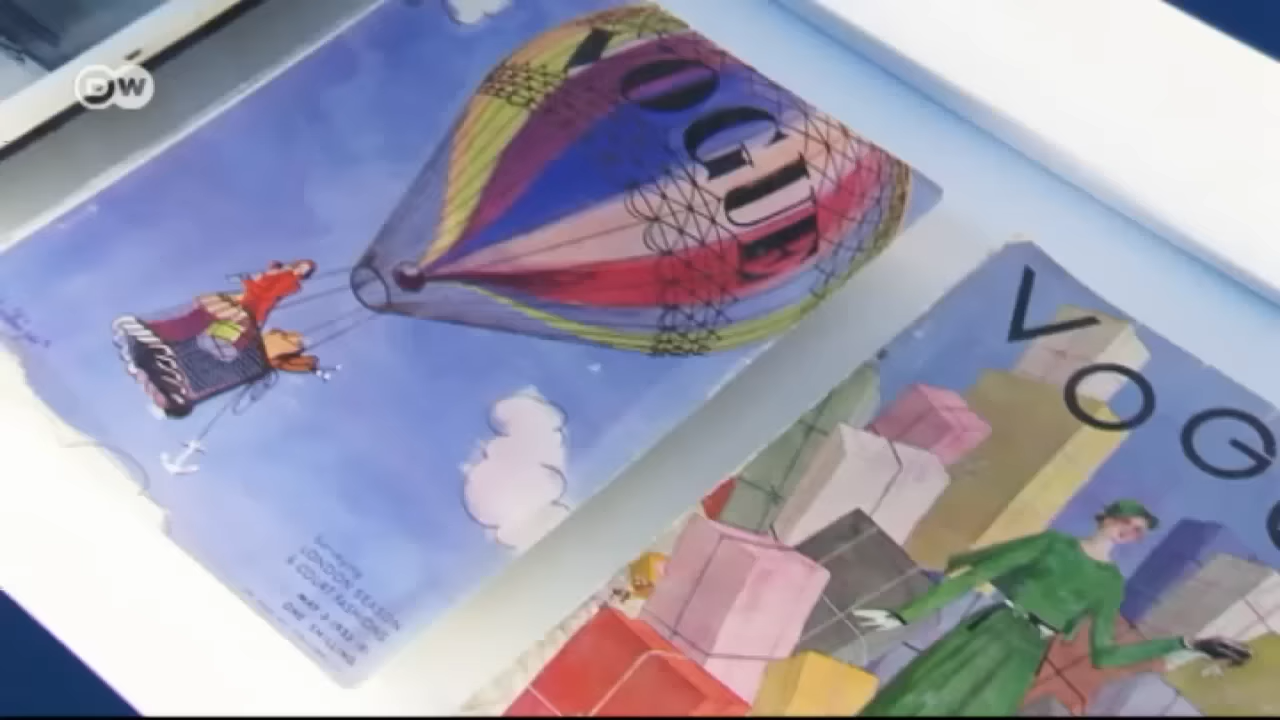 DW
VOGUE
LONDON SEASON
& COURT FASHIONS
ONE SHILLING
VOG